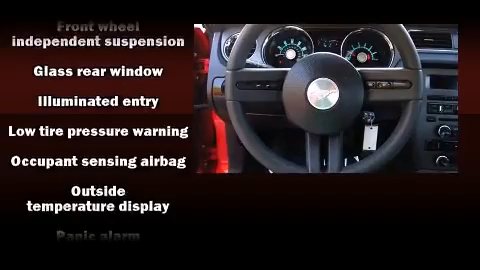 Front wheel
independent suspension
Glass rear window
Illuminated entry
Low tire pressure warning
Occupant sensing airbag
Outside
temperature display
Panic alarm